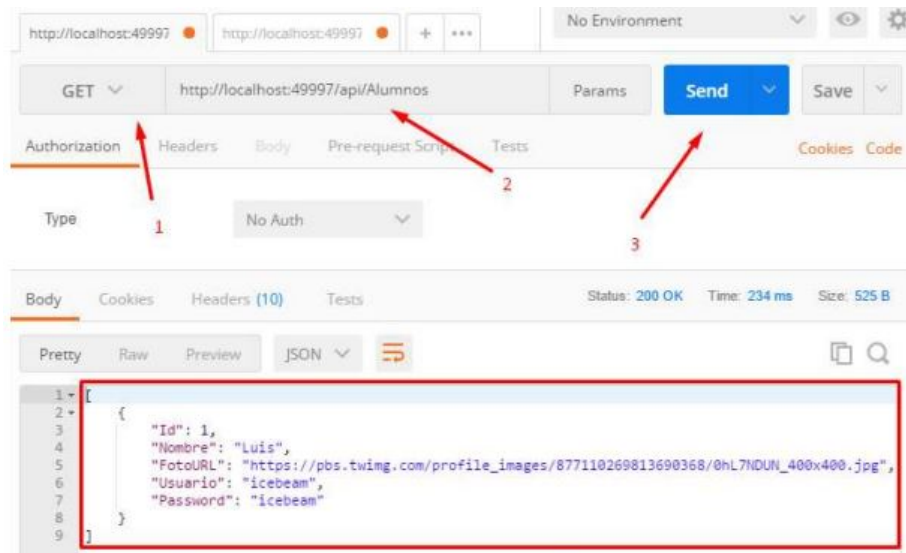 http://localhost:49997
http://localhost:49997
+
No Environment
GET
http://localhost:49997/api/Alumnos
Params
Send
Save
Authorization
Headers
Body
Pre-request Script
Tests
Cookies
Code
1
2
3
Type
No Auth
Body
Cookies
Headers (10)
Tests
Status: 200 OK
Time: 234 ms
Size: 525 B
Pretty
Raw
Preview
JSON
1 [
2 {
3 "Id": 1,
4 "Nombre": "Luis",
5 "FotoURL": "https://pbs.twimg.com/profile_images/877110269813690368/0hL7NDUN_400x400.jpg",
6 "Usuario": "icebeam",
7 "Password": "icebeam"
8 }
9 ]